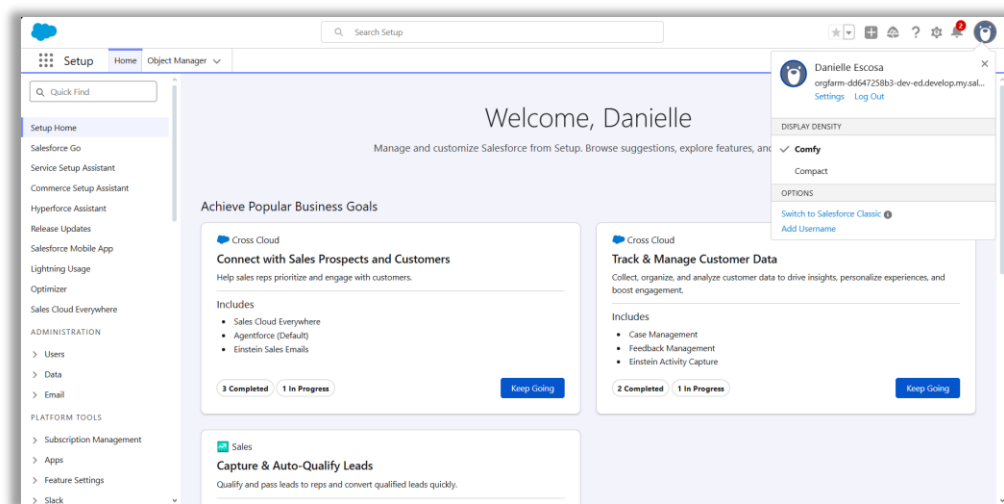 Search Setup
2
Setup
Home
Object Manager
Quick Find
Setup Home
Salesforce Go
Service Setup Assistant
Commerce Setup Assistant
Hyperforce Assistant
Release Updates
Salesforce Mobile App
Lightning Usage
Optimizer
Sales Cloud Everywhere
ADMINISTRATION
Users
Data
Email
PLATFORM TOOLS
Subscription Management
Apps
Feature Settings
Slack
Welcome, Danielle
Manage and customize Salesforce from Setup. Browse suggestions, explore features, and
Achieve Popular Business Goals
Cross Cloud
Connect with Sales Prospects and Customers
Help sales reps prioritize and engage with customers.
Includes
• Sales Cloud Everywhere
• Agentforce (Default)
• Einstein Sales Emails
3 Completed
1 In Progress
Keep Going
Cross Cloud
Track & Manage Customer Data
Collect, organize, and analyze customer data to drive insights, personalize experiences, and
boost engagement.
Includes
• Case Management
• Feedback Management
• Einstein Activity Capture
2 Completed
1 In Progress
Keep Going
Sales
Capture & Auto-Qualify Leads
Qualify and pass leads to reps and convert qualified leads quickly.
Danielle Escosa
orgfarm-dd647258b3-dev-ed.develop.my.sal...
Settings Log Out
DISPLAY DENSITY
Comfy
Compact
OPTIONS
Switch to Salesforce Classic
Add Username